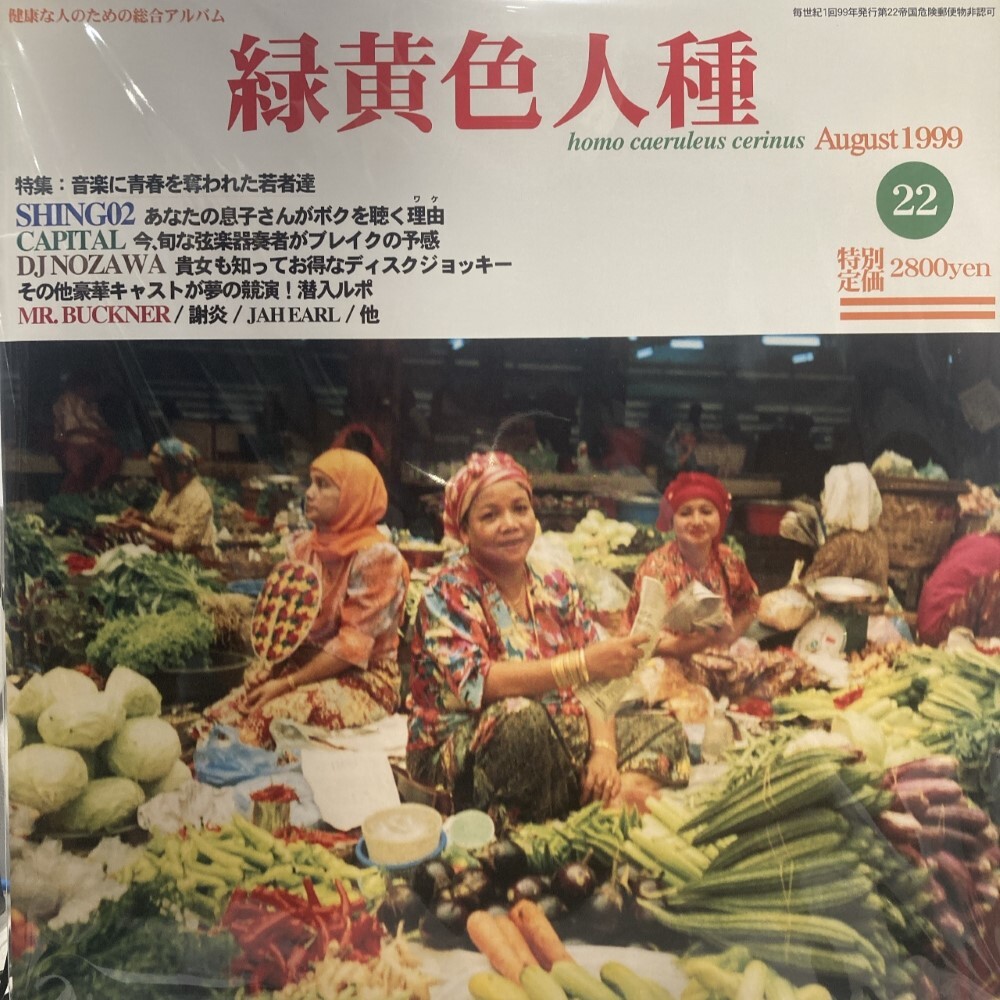 健康な人のための総合アルバム
毎世紀1回99年発行第22帝国危険郵便物非認可
緑黄色人種
homo caeruleus cerinus August 1999
22
特別定価 2800yen
特集：音楽に青春を奪われた若者達
SHING02 あなたの息子さんがボクを聴く理由
ワケ
CAPITAL 今、旬な弦楽器奏者がブレイクの予感
DJ NOZAWA 貴女も知ってお得なディスクジョッキー
その他豪華キャストが夢の競演！潜入ルポ
MR. BUCKNER / 謝炎 / JAH EARL / 他